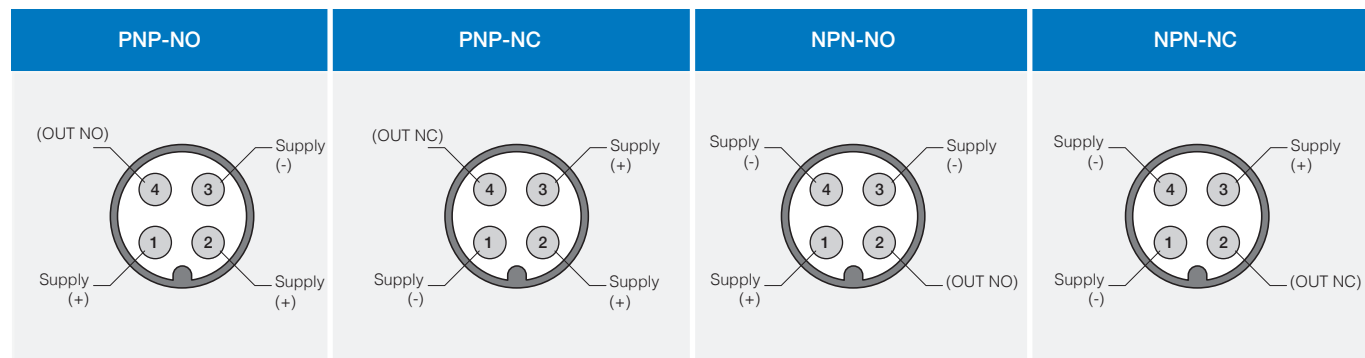 PNP-NO
PNP-NC
NPN-NO
NPN-NC
(OUT NO)
Supply
(-)
4
3
1
2
Supply
(+)
Supply
(+)
(OUT NC)
Supply
(+)
4
3
1
2
Supply
(-)
Supply
(+)
Supply
(-)
Supply
(-)
4
3
1
2
Supply
(+)
(OUT NO)
Supply
(-)
Supply
(+)
4
3
1
2
Supply
(-)
(OUT NC)